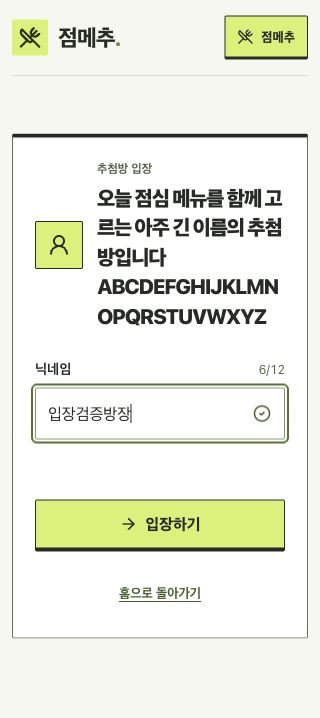 점메추.
점메추
추첨방 입장
오늘 점심 메뉴를 함께 고
르는 아주 긴 이름의 추첨
방입니다
ABCDEFGHIJKLMN
OPQRSTUVWXYZ
닉네임
6/12
입장검증방장
입장하기
홈으로 돌아가기